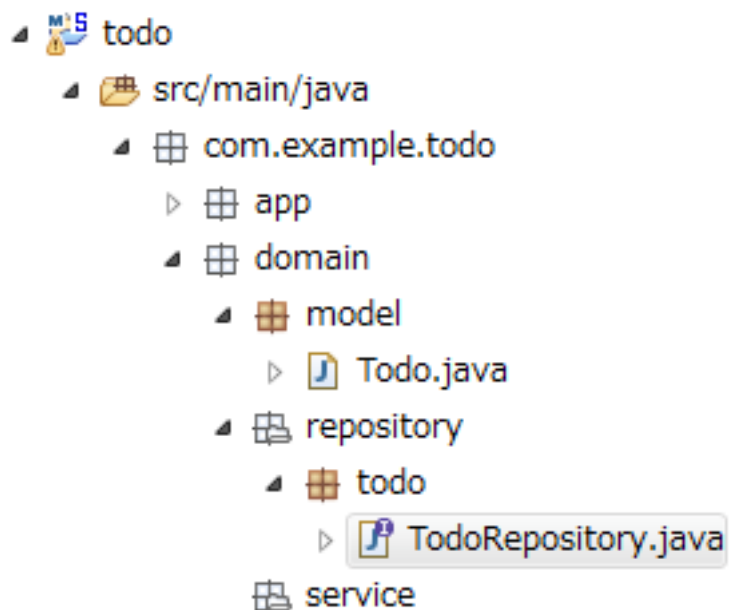 todo
src/main/java
com.example.todo
app
domain
model
Todo.java
repository
todo
TodoRepository.java
service